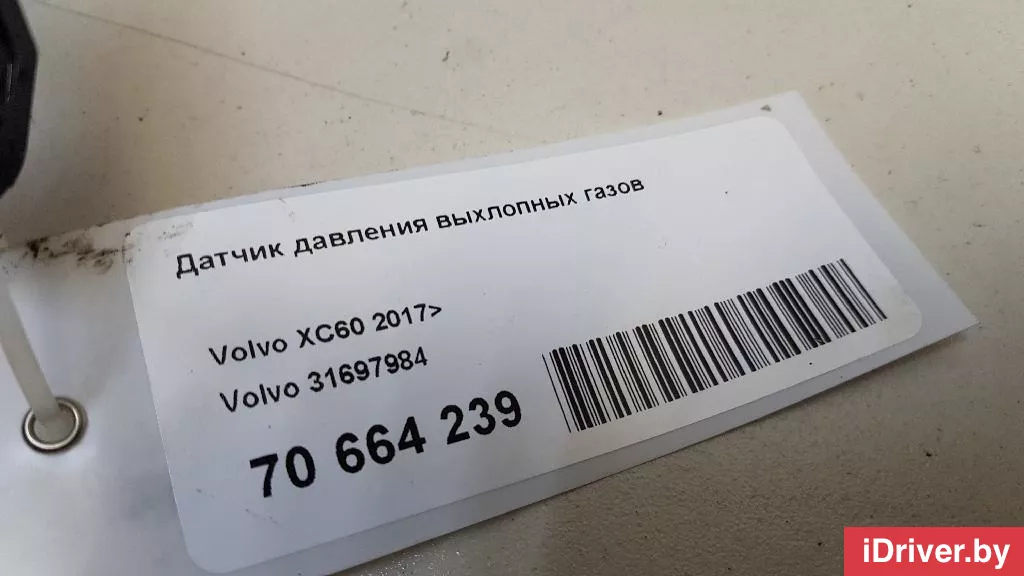 Датчик давления выхлопных газов
Volvo XC60 2017>
Volvo 31697984
70 664 239
iDriver.by